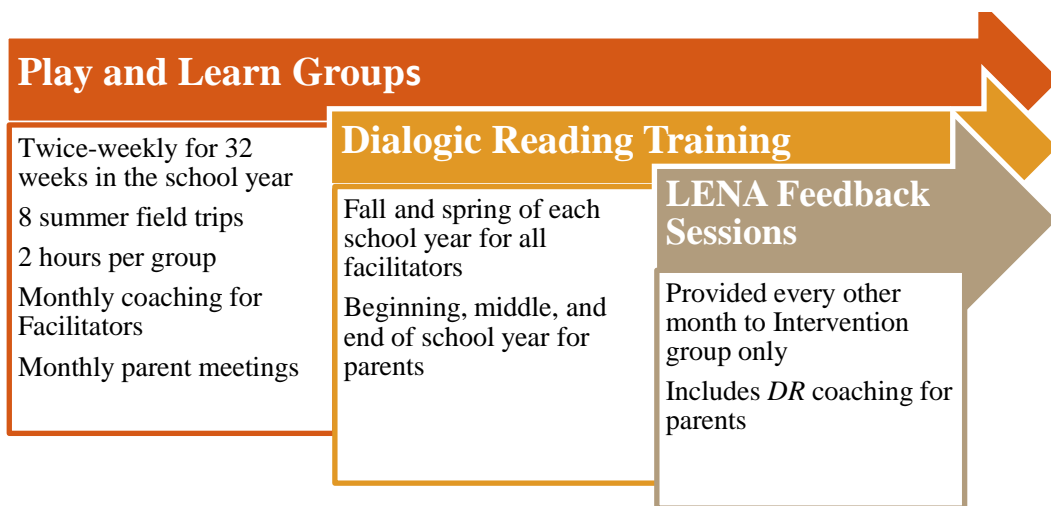 Play and Learn Groups
Twice-weekly for 32
weeks in the school year
8 summer field trips
2 hours per group
Monthly coaching for
Facilitators
Monthly parent meetings
Dialogic Reading Training
Fall and spring of each
school year for all
facilitators
Beginning, middle, and
end of school year for
parents
LENA Feedback
Sessions
Provided every other
month to Intervention
group only
Includes DR coaching for
parents